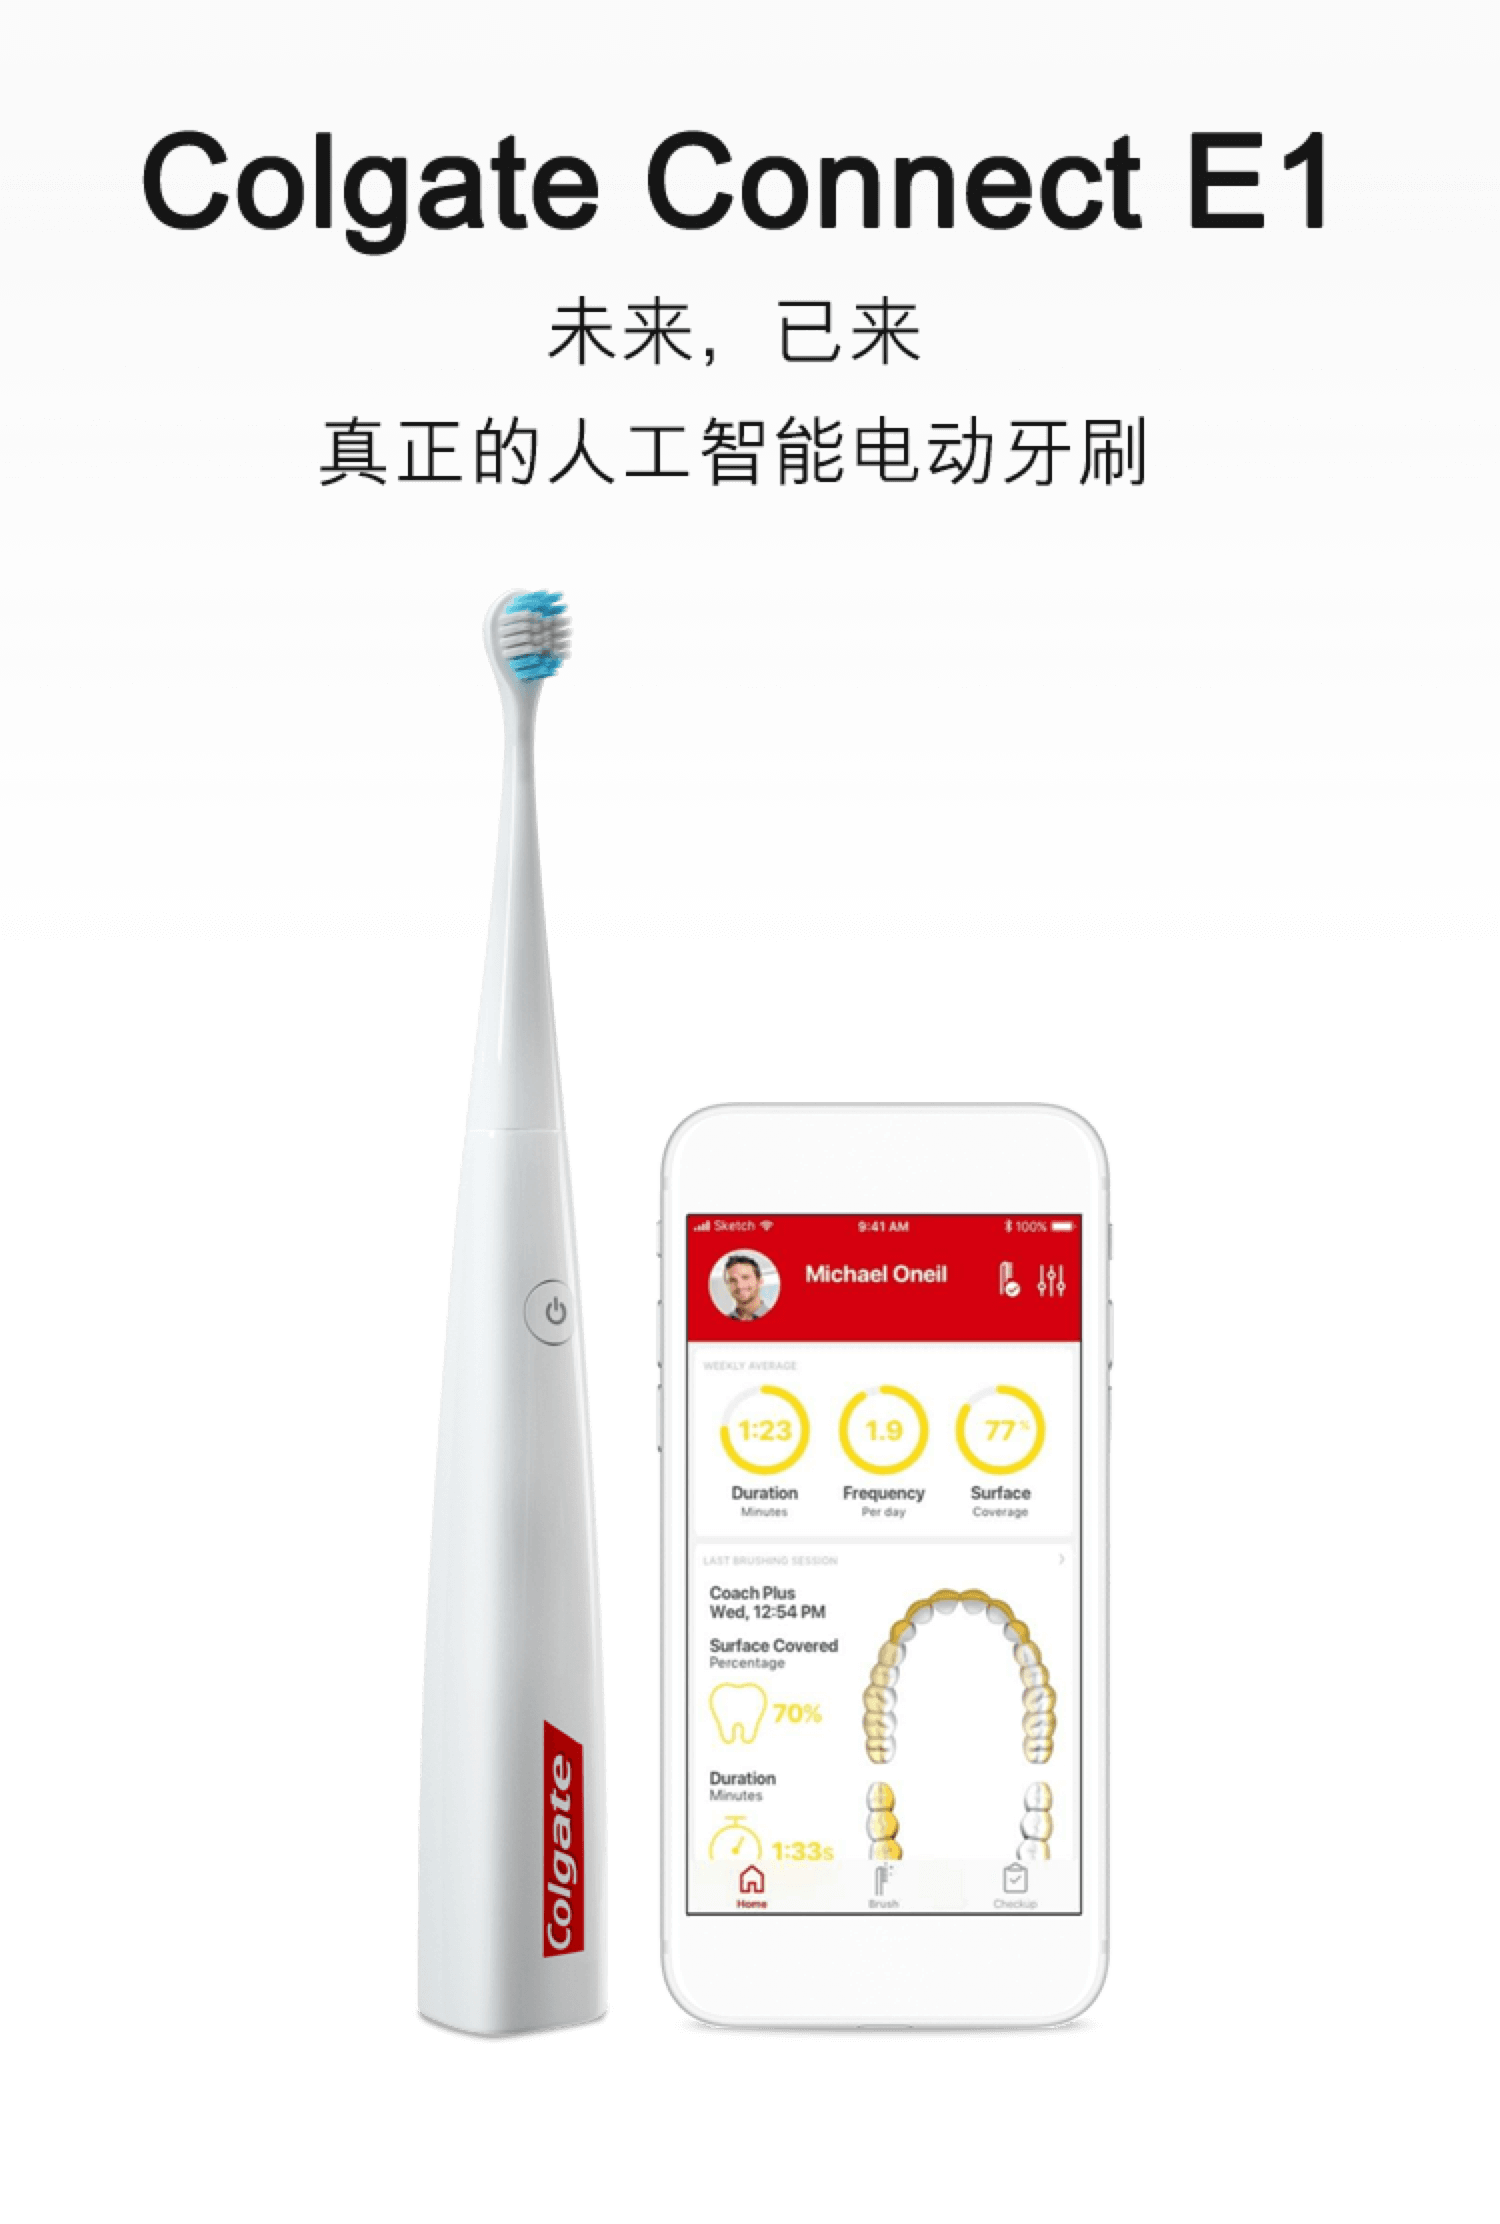 Colgate Connect E1
未来，已来
真正的人工智能电动牙刷
Colgate
Sketch 9:41 AM 100%
Michael Oneil
WEEKLY AVERAGE
1:23 1.9 77%
Duration Frequency Surface
Minutes Per day Coverage
LAST BRUSHING SESSION
Coach Plus
Wed, 12:54 PM
Surface Covered
Percentage
70%
Duration
Minutes
1:33s
Home Brush Checkup